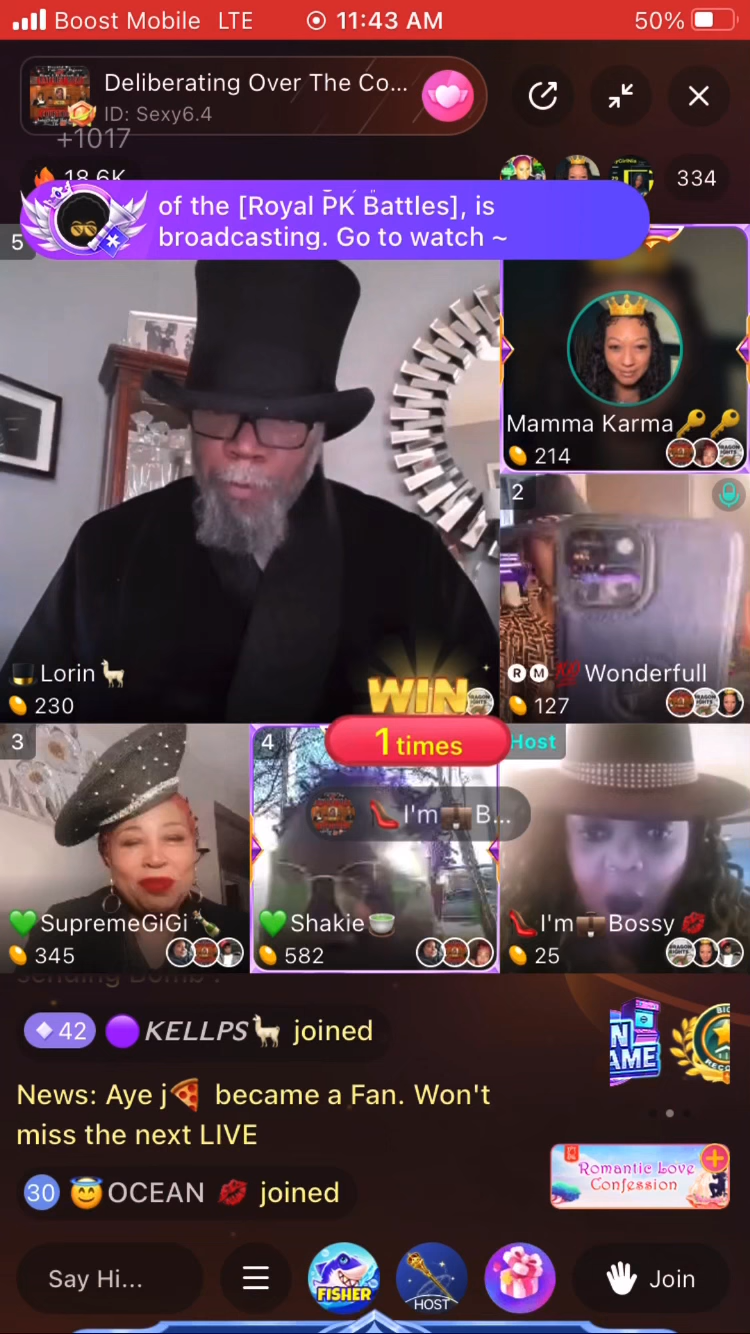 Boost Mobile LTE 11:43 AM 50%
Deliberating Over The Co...
ID: Sexy6.4
+1017
18.6K
334
of the [Royal PK Battles], is
broadcasting. Go to watch ~
5
Lorin
230
Mamma Karma
214
2
R M 100 Wonderfull
127
WIN
1 times
3
SupremeGiGi
345
4
I'm B...
Shakie
582
Host
I'm Bossy
25
42 KELLPS joined
News: Aye j became a Fan. Won't
miss the next LIVE
30 OCEAN joined
Romantic Love
Confession
Say Hi...
FISHER
HOST
Join